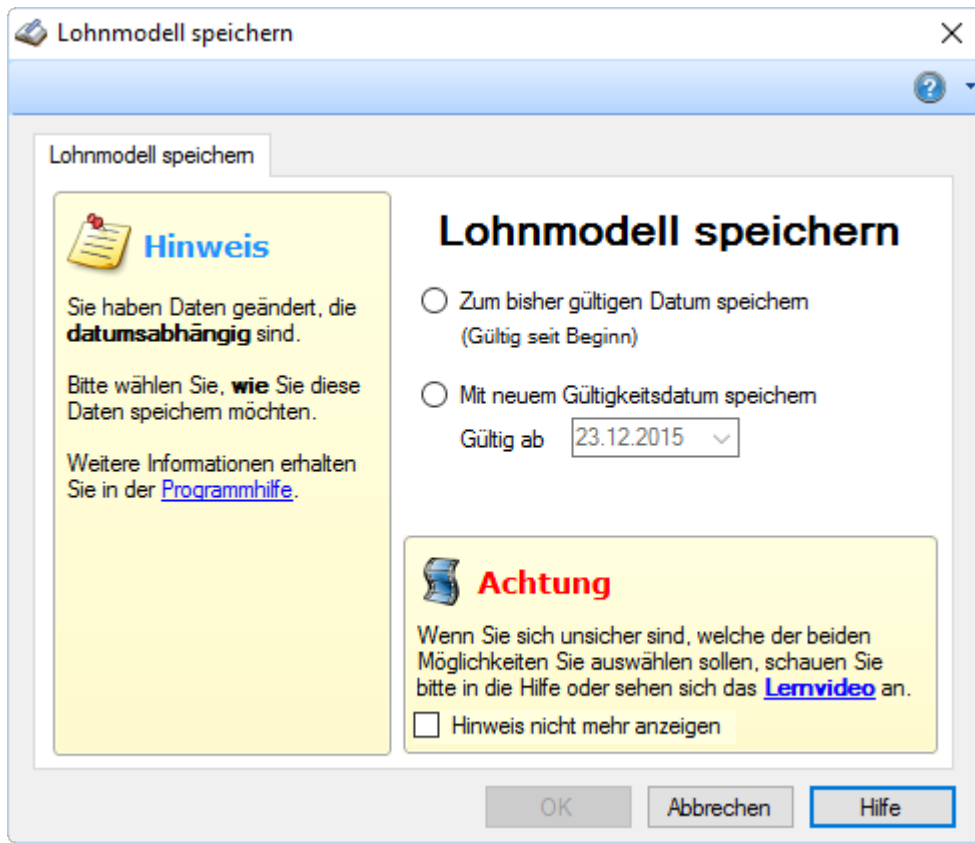 Lohnmodell speichern
Lohnmodell speichern
Hinweis
Sie haben Daten geändert, die
datumsabhängig sind.
Bitte wählen Sie, wie Sie diese
Daten speichern möchten.
Weitere Informationen erhalten
Sie in der Programmhilfe.
Lohnmodell speichern
Zum bisher gültigen Datum speichern
(Gültig seit Beginn)
Mit neuem Gültigkeitsdatum speichern
Gültig ab 23.12.2015
Achtung
Wenn Sie sich unsicher sind, welche der beiden
Möglichkeiten Sie auswählen sollen, schauen Sie
bitte in die Hilfe oder sehen sich das Lernvideo an.
Hinweis nicht mehr anzeigen
OK Abbrechen Hilfe